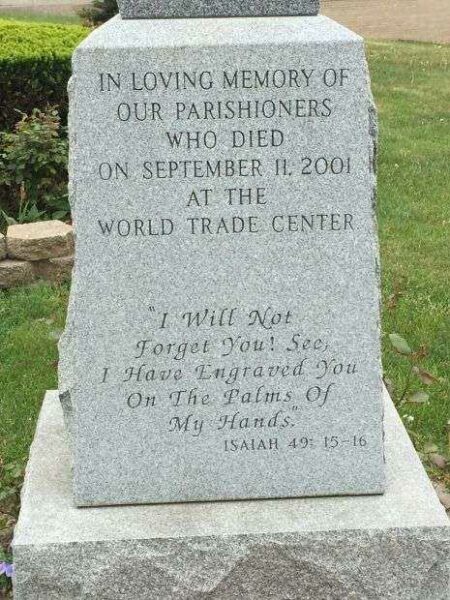 IN LOVING MEMORY OF
OUR PARISHIONERS
WHO DIED
ON SEPTEMBER 11, 2001
AT THE
WORLD TRADE CENTER
"I Will Not
Forget You! See,
I Have Engraved You
On The Palms Of
My Hands."
ISAIAH 49: 15-16